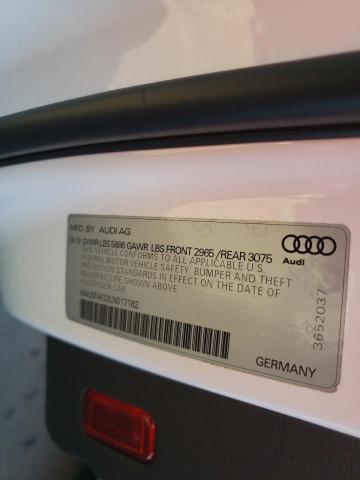 MFD. BY AUDI AG
08/19 GVWR LBS 5886 GAWR LBS FRONT 2965 /REAR 3075
THIS VEHICLE CONFORMS TO ALL APPLICABLE U.S.
FEDERAL MOTOR VEHICLE SAFETY, BUMPER AND THEFT
PREVENTION STANDARDS IN EFFECT ON THE DATE OF
MANUFACTURE SHOWN ABOVE.
PASSENGER CAR
Audi
3652037
GERMANY